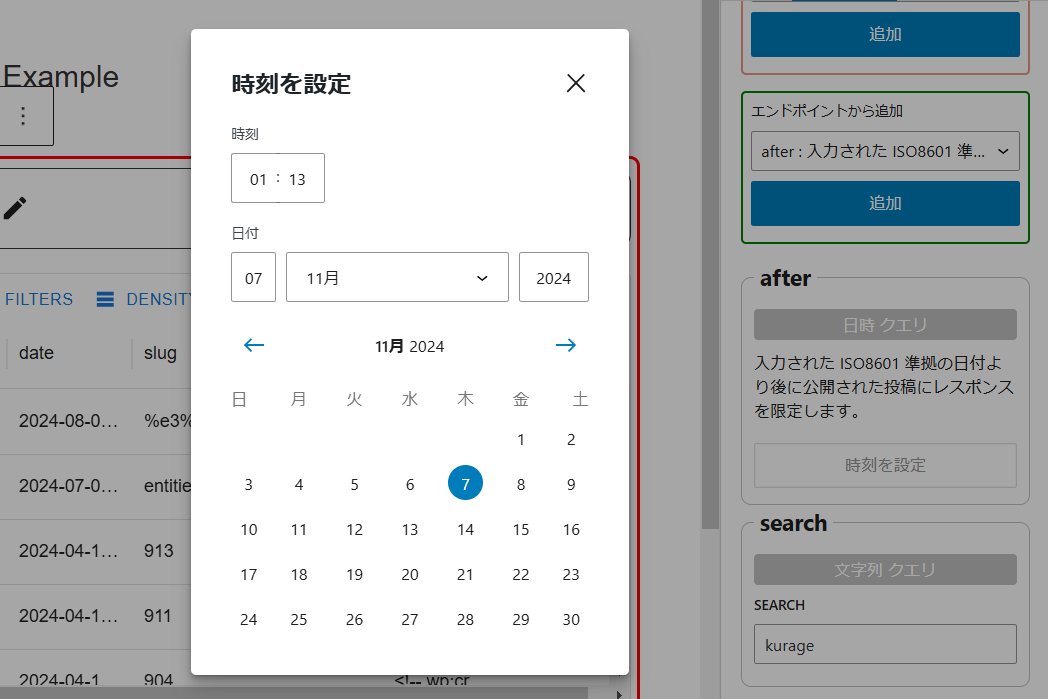 Example
FILTERS
DENSIT
date
slug
2024-08-0...
%e3%
2024-07-0...
entitie
2024-04-1...
913
2024-04-1...
911
2024-04-1
904
<!-- wp:cr
時刻を設定
時刻
01 : 13
日付
07
11月
2024
11月 2024
日 月 火 水 木 金 土
1 2
3 4 5 6 7 8 9
10 11 12 13 14 15 16
17 18 19 20 21 22 23
24 25 26 27 28 29 30
追加
エンドポイントから追加
after : 入力された ISO8601 準...
追加
after
日時 クエリ
入力された ISO8601 準拠の日付よ
り後に公開された投稿にレスポンス
を限定します。
時刻を設定
search
文字列 クエリ
SEARCH
kurage